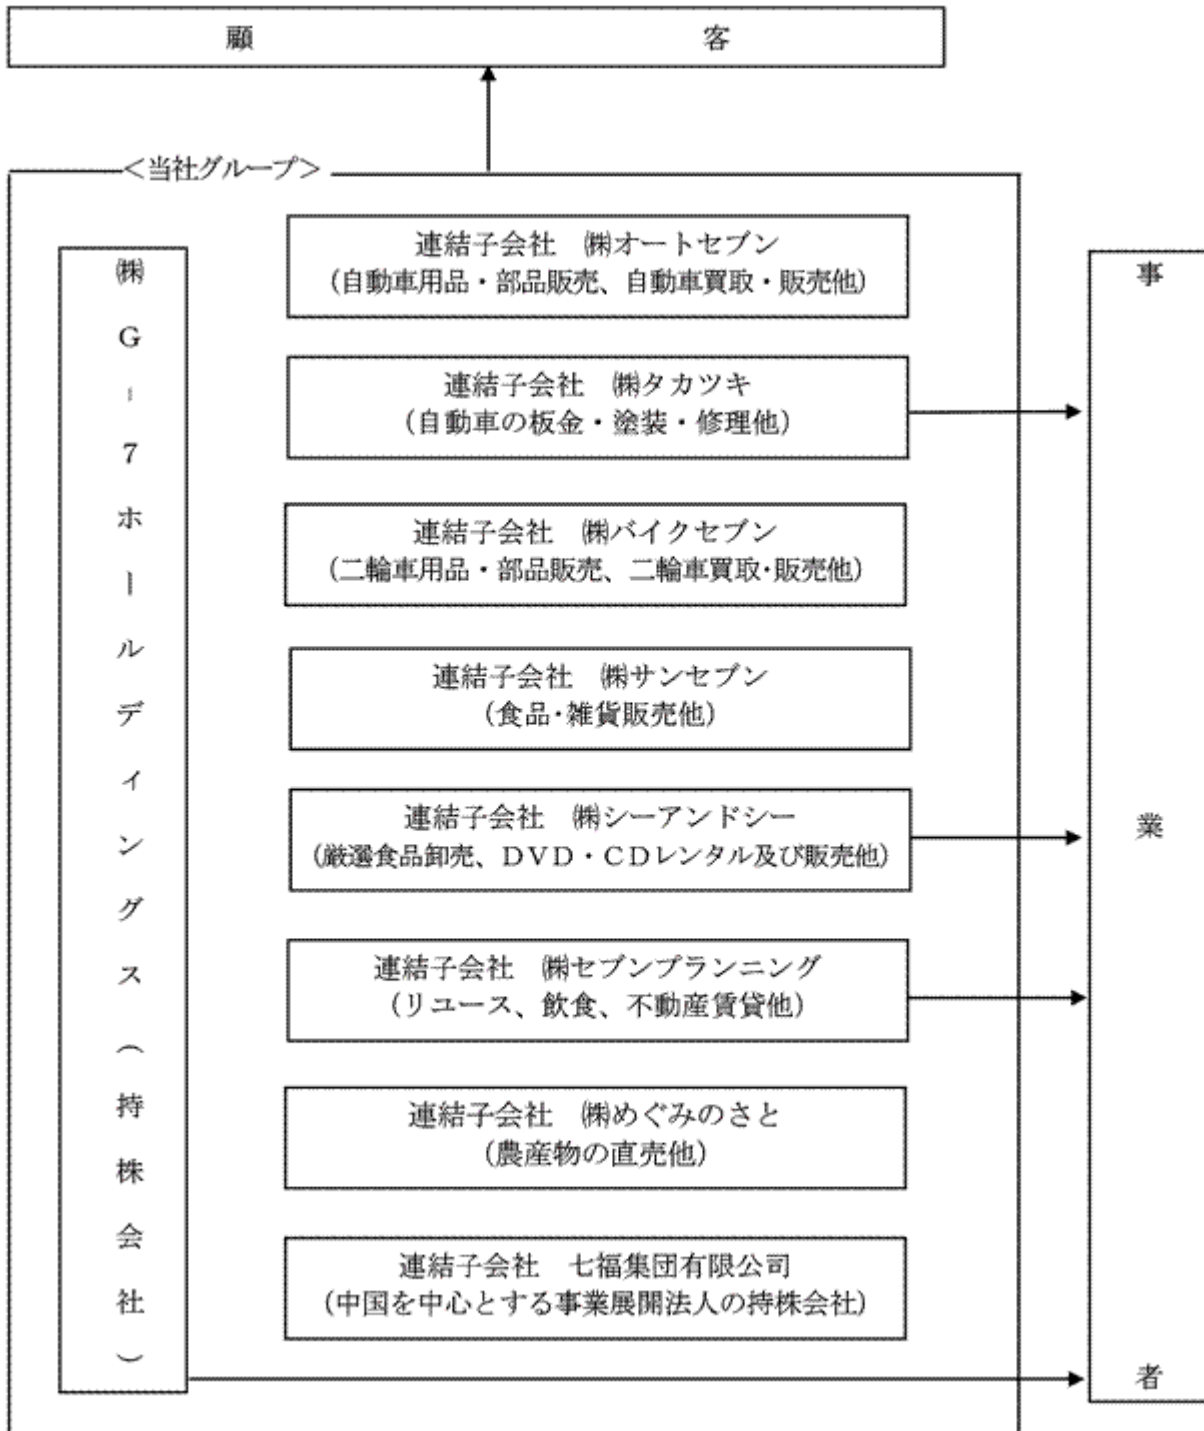 顧客
＜当社グループ＞
㈱G-7ホールディングス（持株会社）
連結子会社　㈱オートセブン
（自動車用品・部品販売、自動車買取・販売他）
連結子会社　㈱タカツキ
（自動車の板金・塗装・修理他）
連結子会社　㈱バイクセブン
（二輪車用品・部品販売、二輪車買取・販売他）
連結子会社　㈱サンセブン
（食品・雑貨販売他）
連結子会社　㈱シーアンドシー
（厳選食品卸売、ＤＶＤ・ＣＤレンタル及び販売他）
連結子会社　㈱セブンプランニング
（リユース、飲食、不動産賃貸他）
連結子会社　㈱めぐみのさと
（農産物の直売他）
連結子会社　七福集団有限公司
（中国を中心とする事業展開法人の持株会社）
事業者